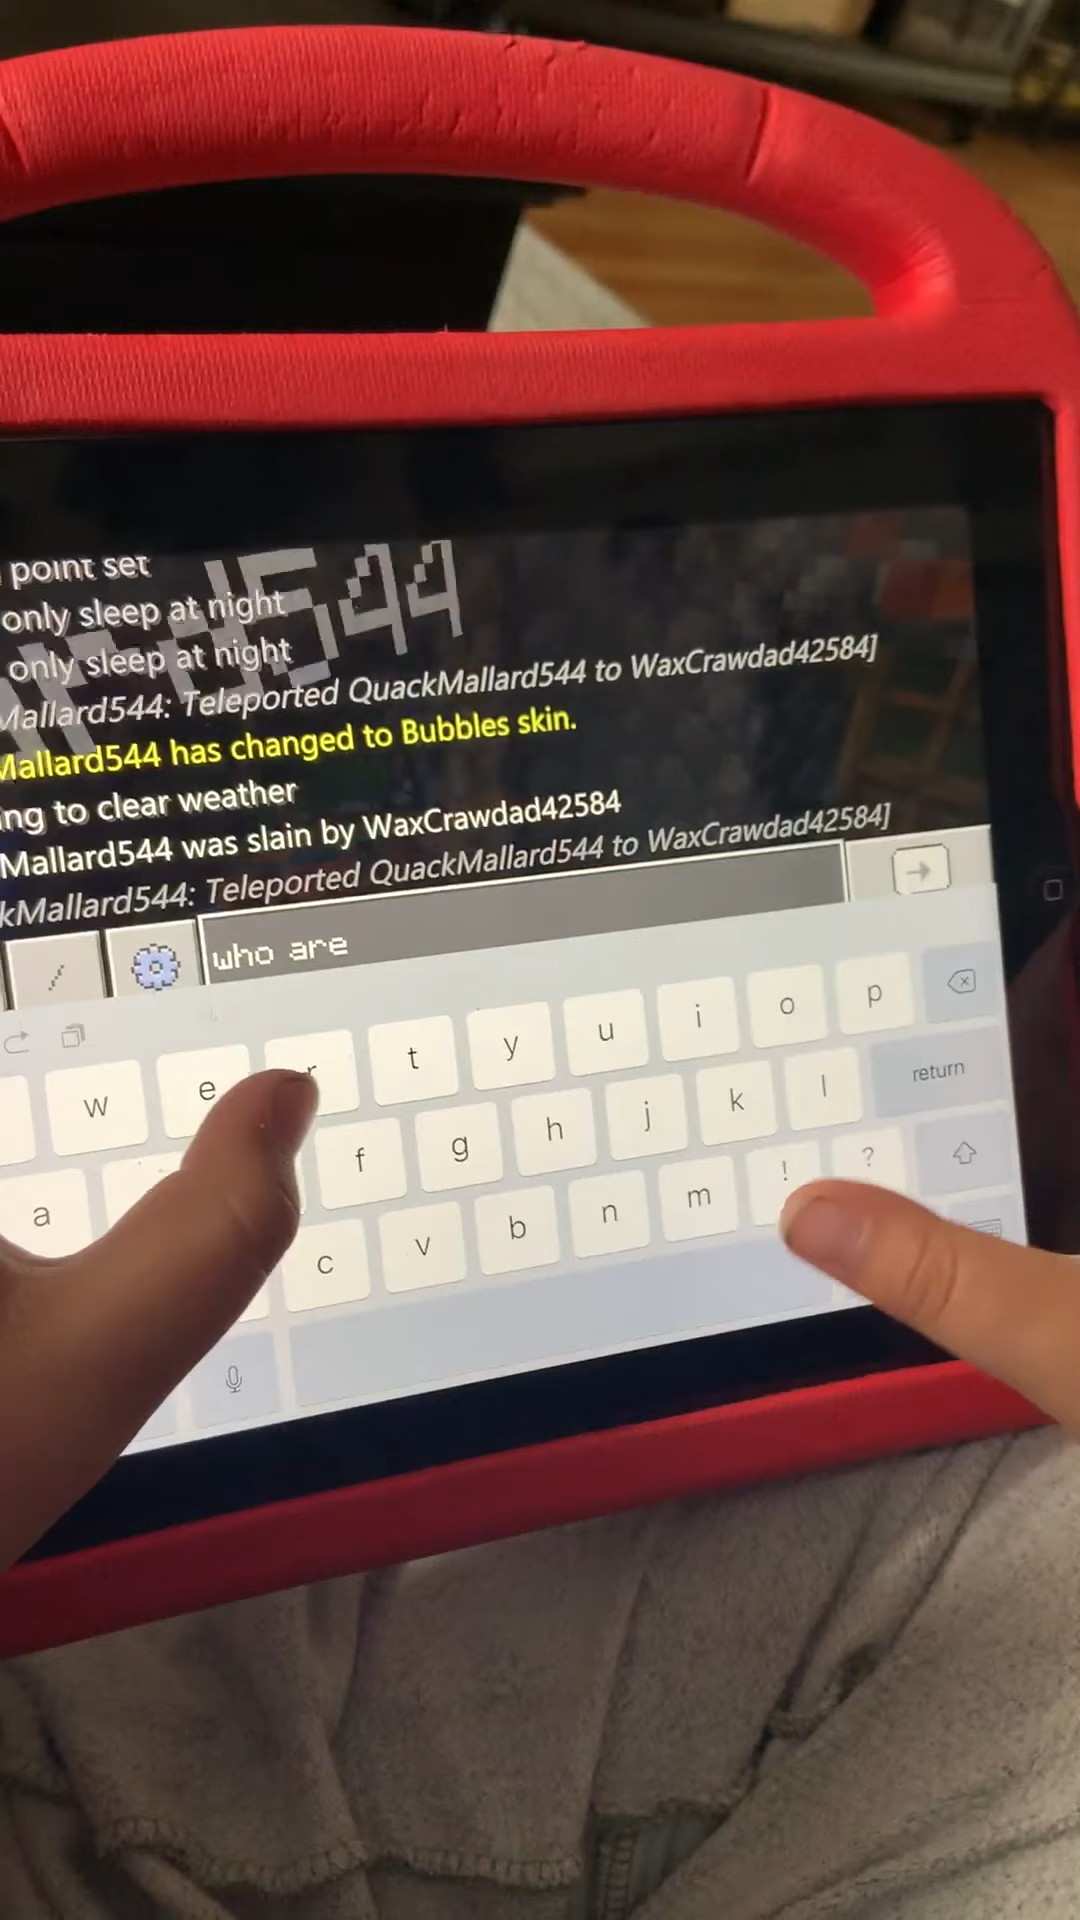 point set
only sleep at night
only sleep at night
544
Mallard544: Teleported QuackMallard544 to WaxCrawdad42584]
Mallard544 has changed to Bubbles skin.
ing to clear weather
Mallard544 was slain by WaxCrawdad42584
kMallard544: Teleported QuackMallard544 to WaxCrawdad42584]
/
who are
w e r t y u i o p
a f g h j k l return
c v b n m ! ?